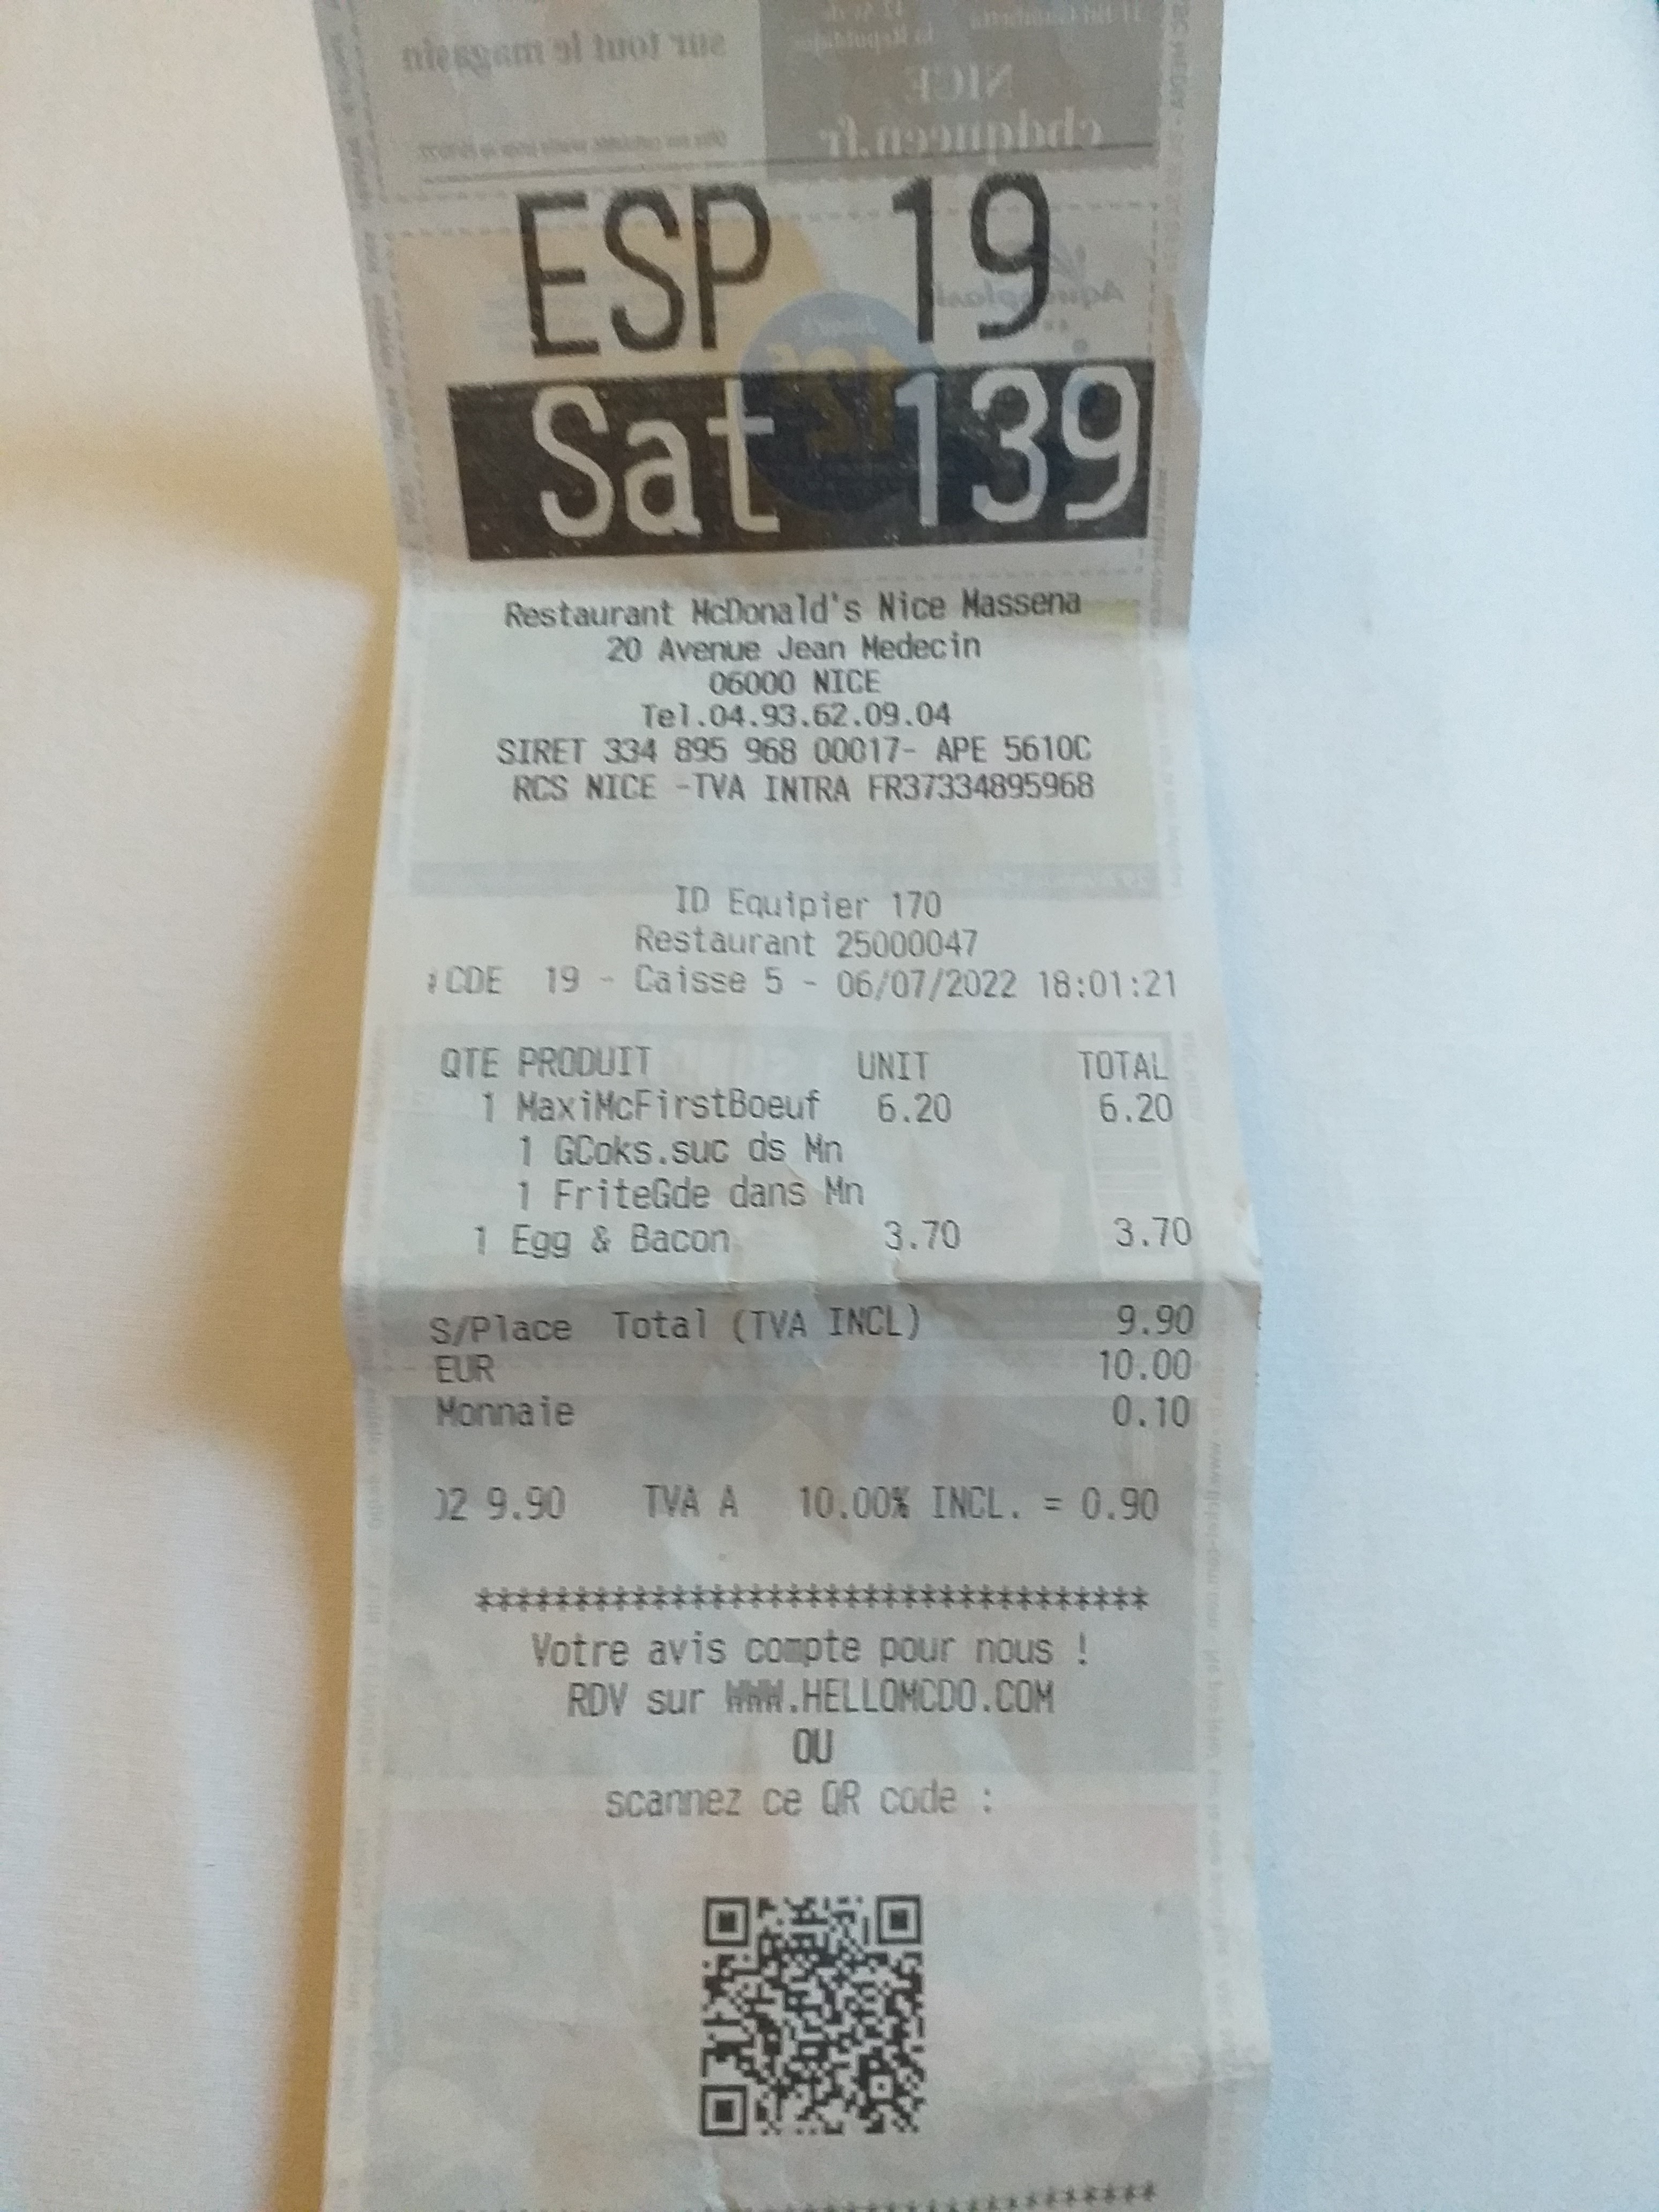 ESP 19
Sat 139
Restaurant McDonald's Nice Massena
20 Avenue Jean Medecin
06000 NICE
Tel.04.93.62.09.04
SIRET 334 895 968 00017- APE 5610C
RCS NICE -TVA INTRA FR37334895968
ID Equipier 170
Restaurant 25000047
CDE 19 - Caisse 5 - 06/07/2022 18:01:21
QTE PRODUIT UNIT TOTAL
1 MaxiMcFirstBoeuf 6.20 6.20
1 GCoks.suc ds Mn
1 FriteGde dans Mn
1 Egg & Bacon 3.70 3.70
S/Place Total (TVA INCL) 9.90
EUR 10.00
Monnaie 0.10
02 9.90 TVA A 10.00% INCL. = 0.90
**********************************
Votre avis compte pour nous !
RDV sur WWW.HELLOMCDO.COM
OU
scannez ce QR code :